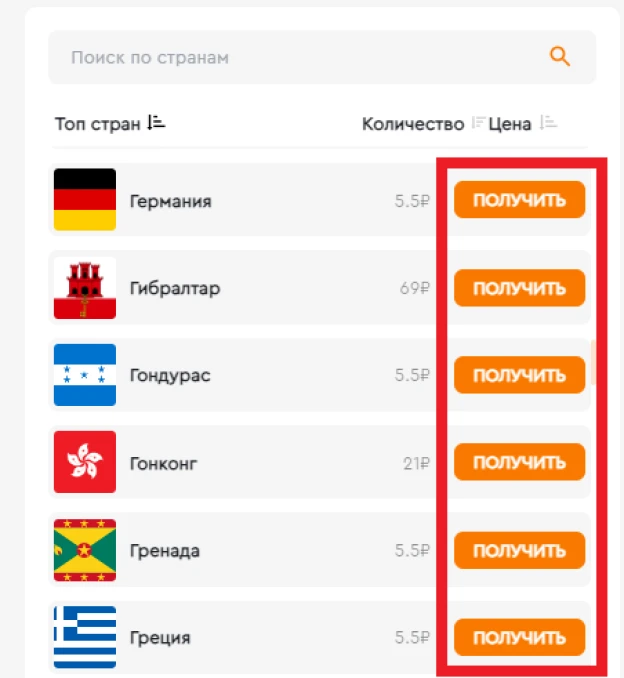 Поиск по странам
Топ стран Количество Цена
Германия 5.5₽ ПОЛУЧИТЬ
Гибралтар 69₽ ПОЛУЧИТЬ
Гондурас 5.5₽ ПОЛУЧИТЬ
Гонконг 21₽ ПОЛУЧИТЬ
Гренада 5.5₽ ПОЛУЧИТЬ
Греция 5.5₽ ПОЛУЧИТЬ